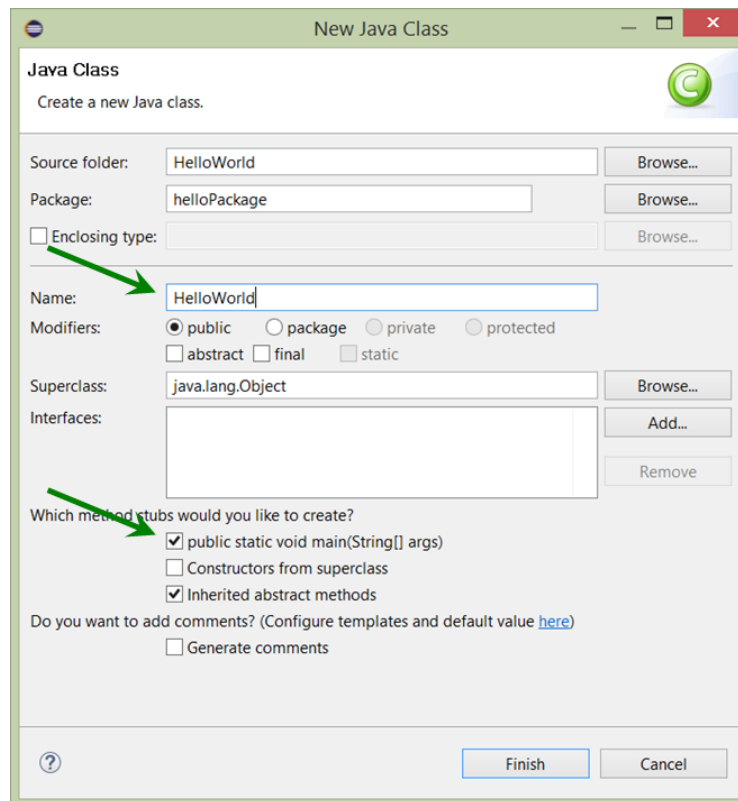 New Java Class
Java Class
Create a new Java class.
Source folder: HelloWorld Browse...
Package: helloPackage Browse...
Enclosing type: Browse...
Name: HelloWorld
Modifiers: public package private protected
abstract final static
Superclass: java.lang.Object Browse...
Interfaces: Add...
Remove
Which method stubs would you like to create?
public static void main(String[] args)
Constructors from superclass
Inherited abstract methods
Do you want to add comments? (Configure templates and default value here)
Generate comments
? Finish Cancel